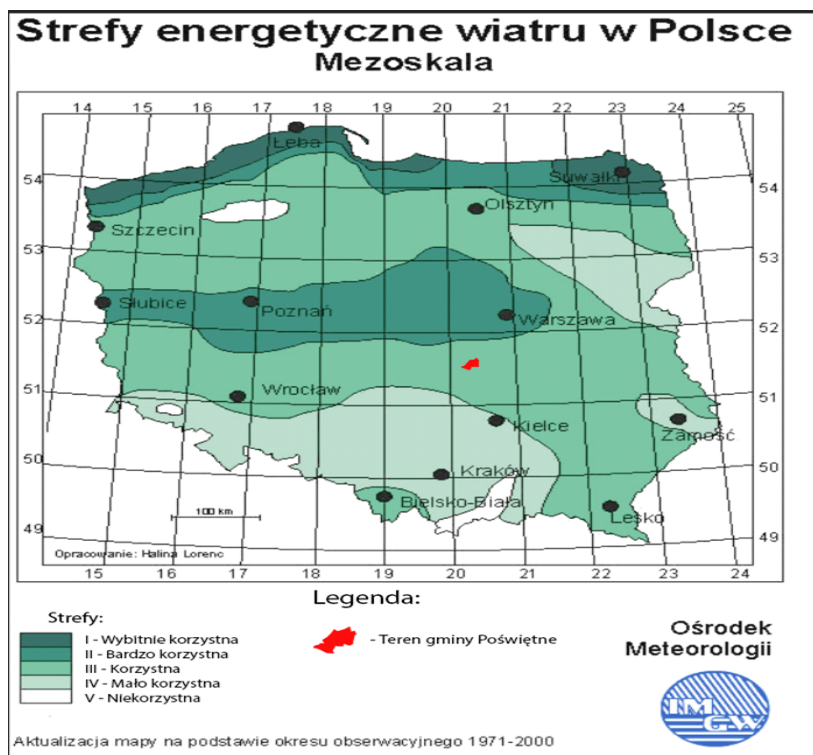 Strefy energetyczne wiatru w Polsce
Mezoskala
14 15 16 17 18 19 20 21 22 23 24 25
Łeba
54 Suwałki 54
Olsztyn
Szczecin
53 53
Słubice Poznań Warszawa
52 52
Wrocław
51 51
Kielce Zamość
50 Kraków 50
Bielsko-Biała Lesko
100 km
49 49
Opracowanie: Halina Lorenc
15 16 17 18 19 20 21 22 23 24
Legenda:
Strefy:
I - Wybitnie korzystna
II - Bardzo korzystna
III - Korzystna
IV - Mało korzystna
V - Niekorzystna
- Teren gminy Poświętne
Ośrodek
Meteorologii
IMGW
Aktualizacja mapy na podstawie okresu obserwacyjnego 1971-2000